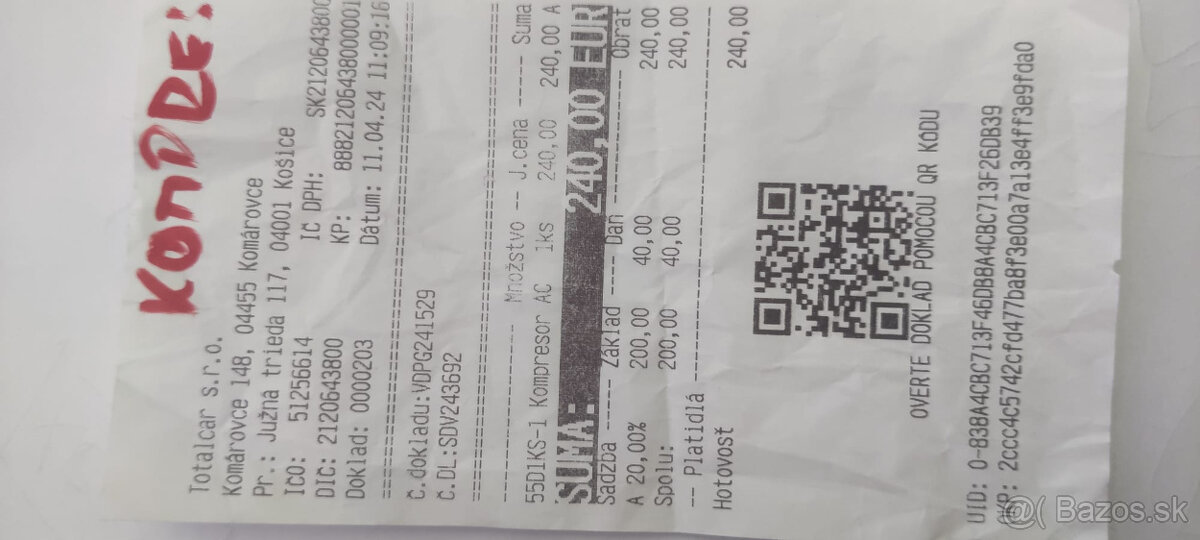 KOMPRE:
Totalcar s.r.o.
Komárovce 148, 04455 Komárovce
Pr.: Južna trieda 117, 04001 Košice
IČO: 51256614 IČ DPH: SK2120643800
DIČ: 2120643800 KP: 88821206438000001
Doklad: 0000203 Dátum: 11.04.24 11:09:16
Č.dokladu:VDPG241529
Č.DL:SDV243692
Množstvo -- J.cena ---- Suma
55D1KS-1 Kompresor AC 1ks 240,00 240,00 A
SUMA: 240,00 EUR
Sadzba ----- Základ ---- Daň ---------- Obrat
A 20,00% 200,00 40,00 240,00
Spolu: 200,00 40,00 240,00
-- Platidlá
Hotovosť 240,00
OVERTE DOKLAD POMOCOU QR KÓDU
UID: O-838A4CBC713F46DB8A4CBC713F26DB39
OKP: 2ccc4c5742cfd477ba8f3e00a7a13e4ff3e9fda0
@( Bazos.sk